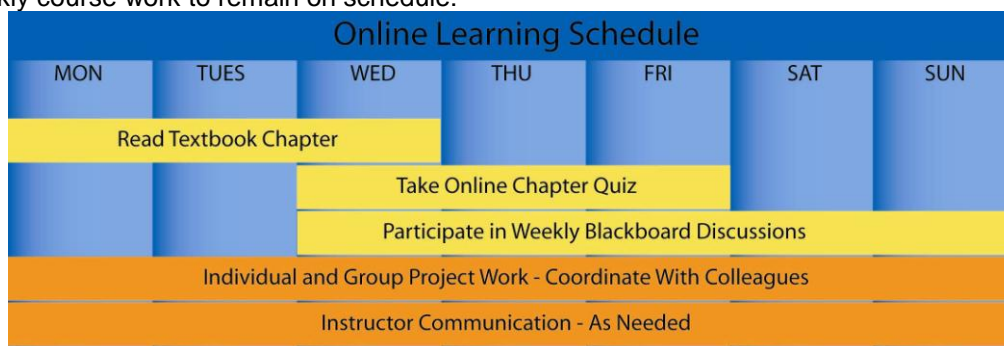 kly course work to remain on schedule.
Online Learning Schedule
MON TUES WED THU FRI SAT SUN
Read Textbook Chapter
Take Online Chapter Quiz
Participate in Weekly Blackboard Discussions
Individual and Group Project Work - Coordinate With Colleagues
Instructor Communication - As Needed